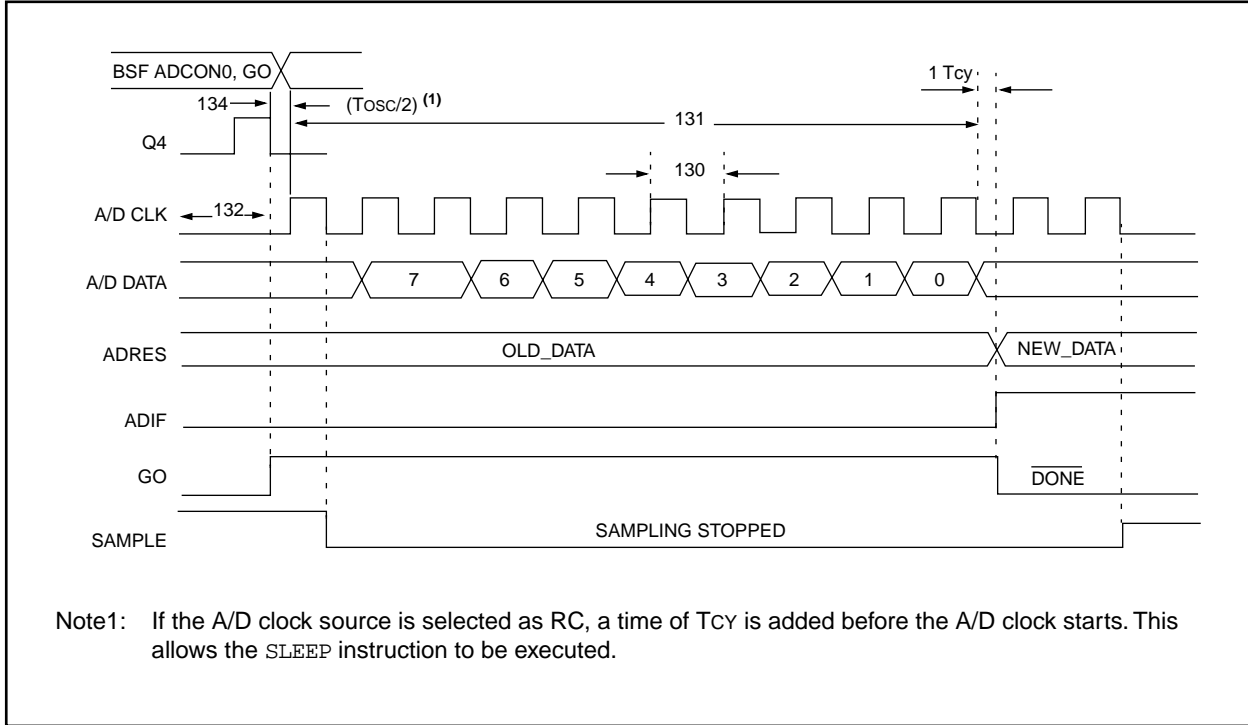 BSF ADCON0, GO
1 TCY
134
(TOSC/2) (1)
131
Q4
130
A/D CLK
132
A/D DATA
7
6
5
4
3
2
1
0
ADRES
OLD_DATA
NEW_DATA
ADIF
GO
DONE
SAMPLE
SAMPLING STOPPED
Note1: If the A/D clock source is selected as RC, a time of TCY is added before the A/D clock starts. This
allows the SLEEP instruction to be executed.